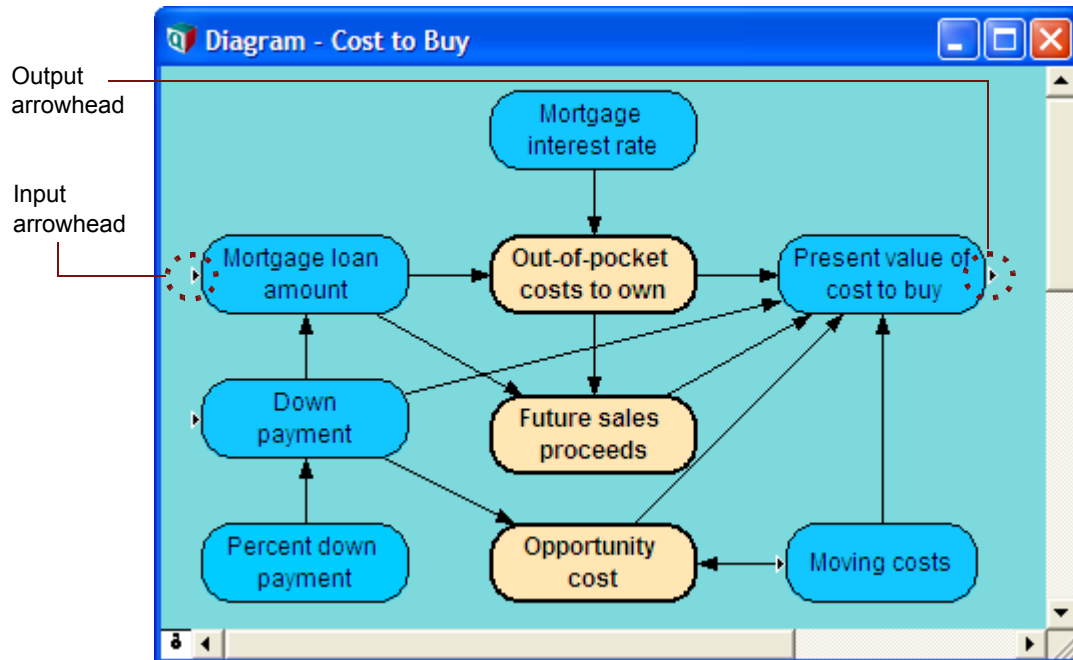 Diagram - Cost to Buy
Output
arrowhead
Input
arrowhead
Mortgage
interest rate
Mortgage loan
amount
Out-of-pocket
costs to own
Present value of
cost to buy
Down
payment
Future sales
proceeds
Percent down
payment
Opportunity
cost
Moving costs